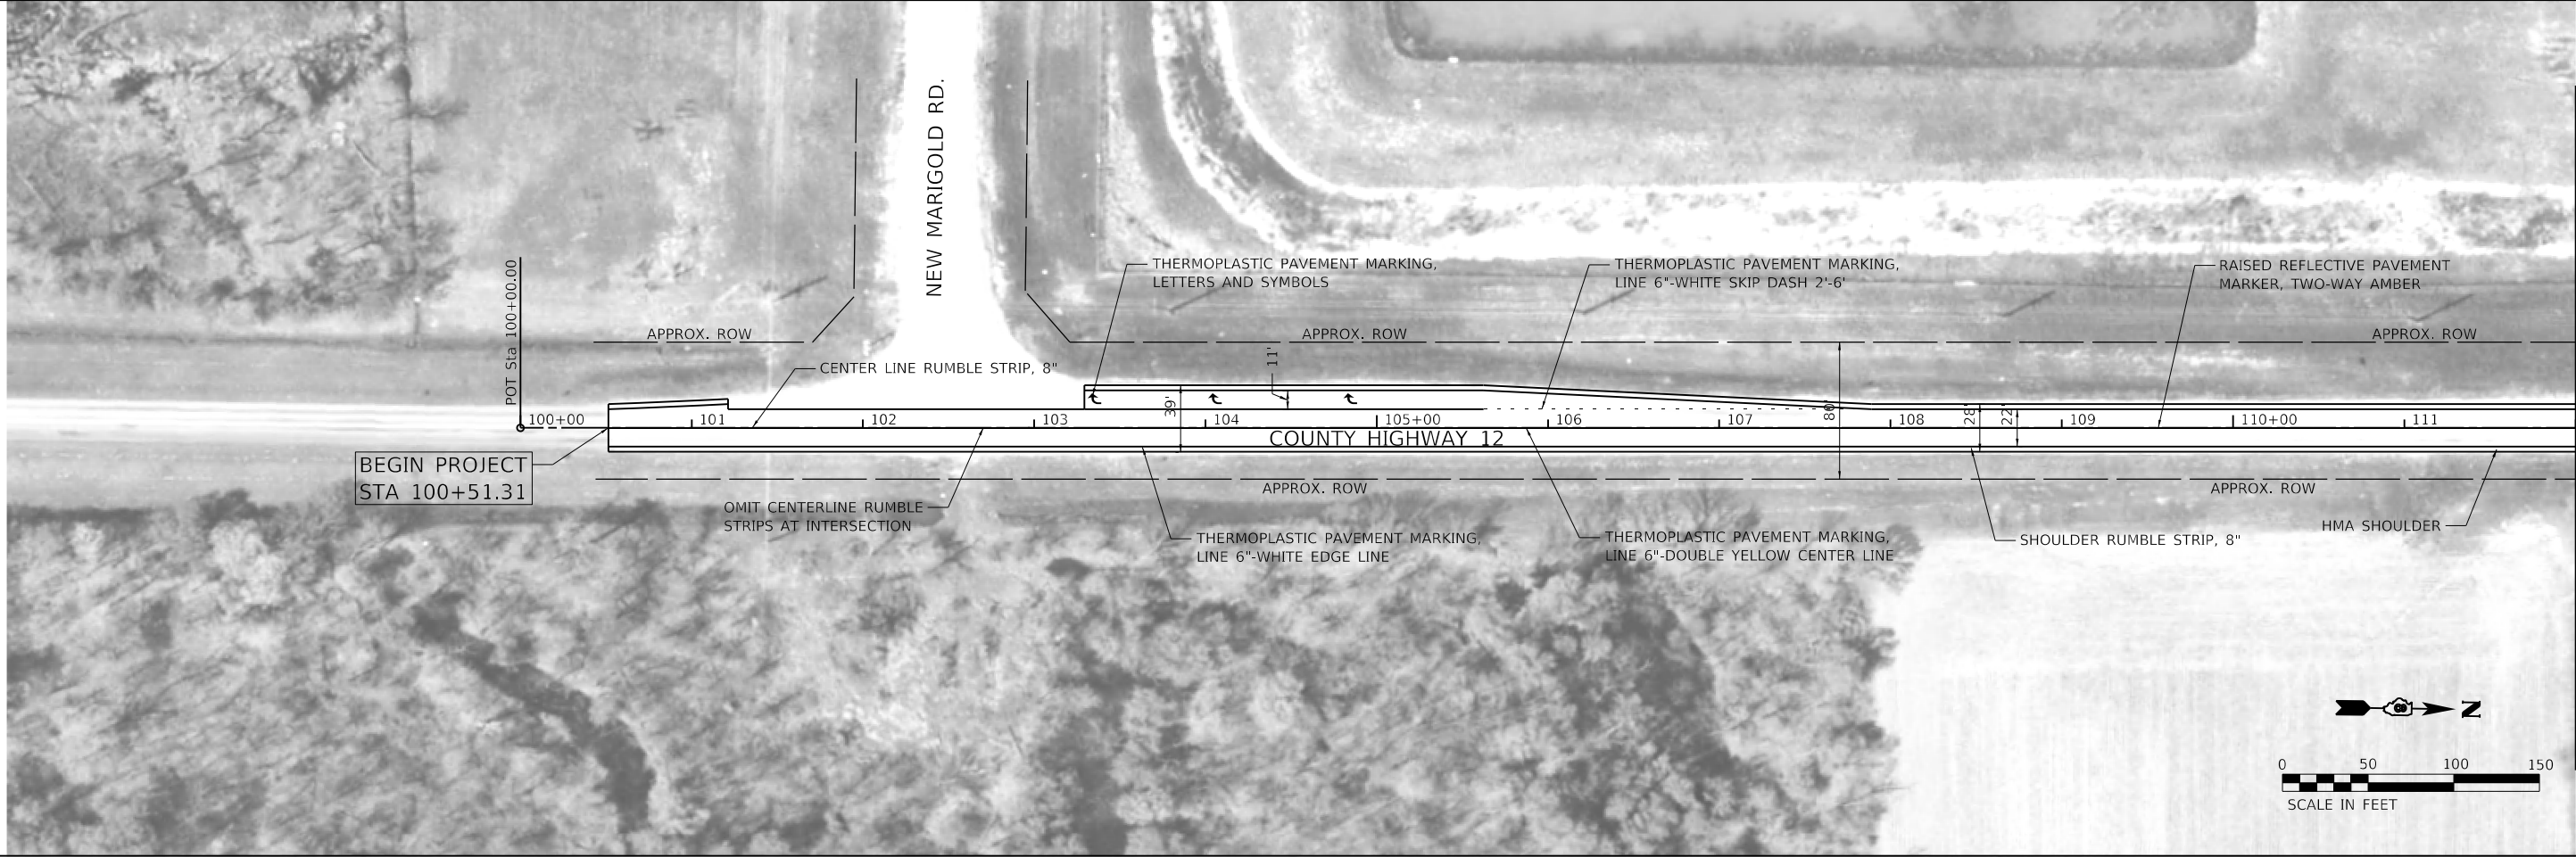 NEW MARIGOLD RD.
POT Sta 100+00.00
THERMOPLASTIC PAVEMENT MARKING,
LETTERS AND SYMBOLS
THERMOPLASTIC PAVEMENT MARKING,
LINE 6"-WHITE SKIP DASH 2'-6'
RAISED REFLECTIVE PAVEMENT
MARKER, TWO-WAY AMBER
APPROX. ROW
APPROX. ROW
APPROX. ROW
CENTER LINE RUMBLE STRIP, 8"
11'
39'
80'
28'
22'
100+00
101
102
103
104
105+00
106
107
108
109
110+00
111
COUNTY HIGHWAY 12
BEGIN PROJECT
STA 100+51.31
APPROX. ROW
APPROX. ROW
OMIT CENTERLINE RUMBLE
STRIPS AT INTERSECTION
THERMOPLASTIC PAVEMENT MARKING,
LINE 6"-WHITE EDGE LINE
THERMOPLASTIC PAVEMENT MARKING,
LINE 6"-DOUBLE YELLOW CENTER LINE
SHOULDER RUMBLE STRIP, 8"
HMA SHOULDER
N
0 50 100 150
SCALE IN FEET